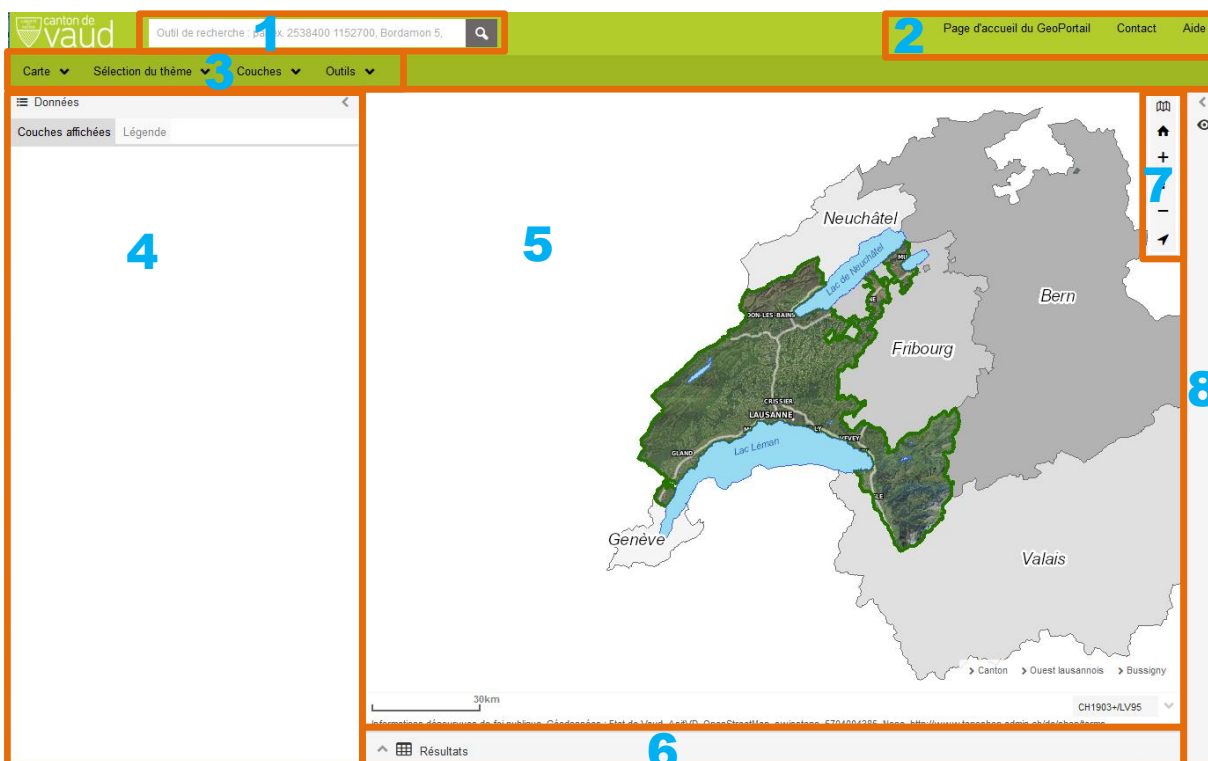 canton de
vaud
Outil de recherche : par ex. 2538400 1152700, Bordamon 5,
1
2
Page d'accueil du GeoPortail Contact Aide
Carte Sélection du thème Couches Outils
3
Données
Couches affichées Légende
4
5
7
8
Neuchâtel
Lac de Neuchâtel
Bern
Fribourg
CRISSIER
LAUSANNE
VEVEY
GLAND
Lac Léman
Genève
Valais
Canton Ouest lausannois Bussigny
30km
CH1903+/LV95
Résultats
6